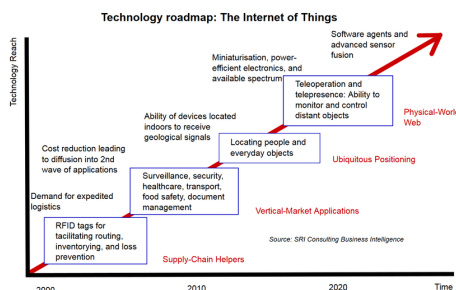 Technology roadmap: The Internet of Things
Technology Reach
Software agents and
advanced sensor
fusion
Miniaturisation, power-
efficient electronics, and
available spectrum
Teleoperation and
telepresence: Ability to
monitor and control
distant objects
Physical-World
Web
Ability of devices located
indoors to receive
geological signals
Locating people and
everyday objects
Ubiquitous Positioning
Cost reduction leading
to diffusion into 2nd
wave of applications
Surveillance, security,
healthcare, transport,
food safety, document
management
Vertical-Market Applications
Demand for expedited
logistics
RFID tags for
facilitating routing,
inventorying, and loss
prevention
Supply-Chain Helpers
Source: SRI Consulting Business Intelligence
2000
2010
2020
Time